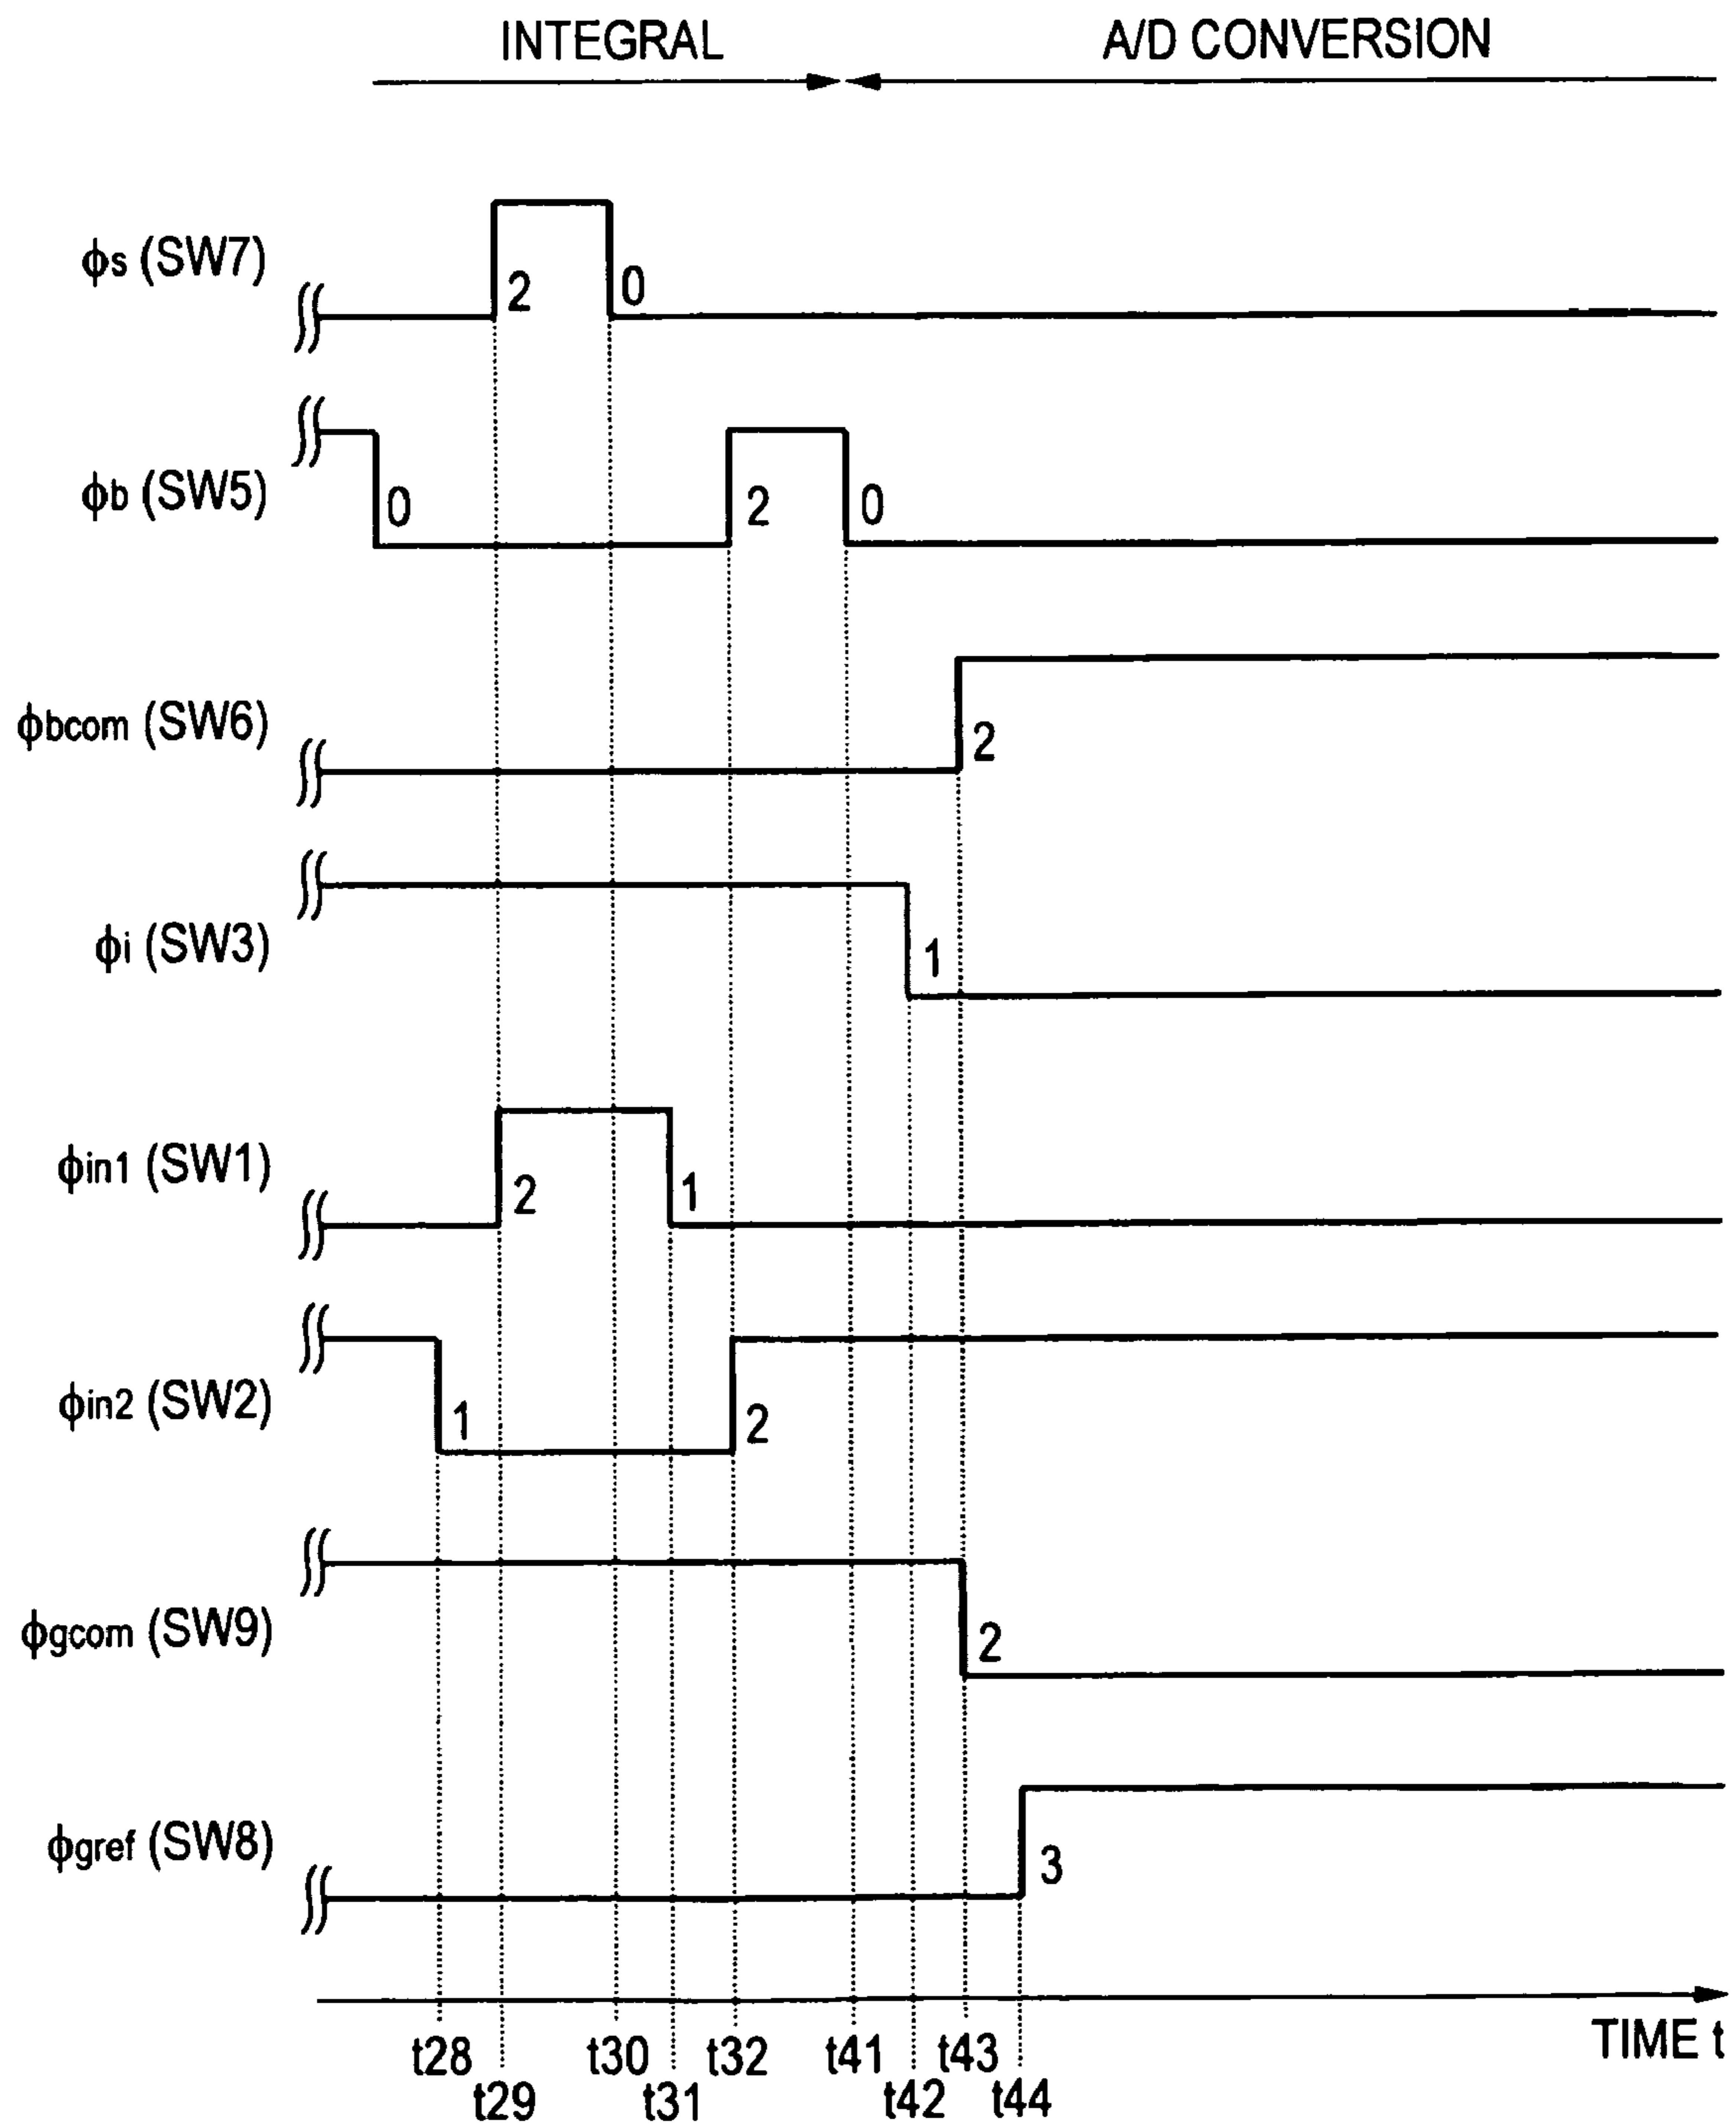 INTEGRAL A/D CONVERSION
ϕs (SW7) 2 0
ϕb (SW5) 0 2 0
ϕbcom (SW6) 2
ϕi (SW3) 1
ϕin1 (SW1) 2 1
ϕin2 (SW2) 1 2
ϕgcom (SW9) 2
ϕgref (SW8) 3
TIME t
t28 t30 t32 t41 t43
t29 t31 t42 t44